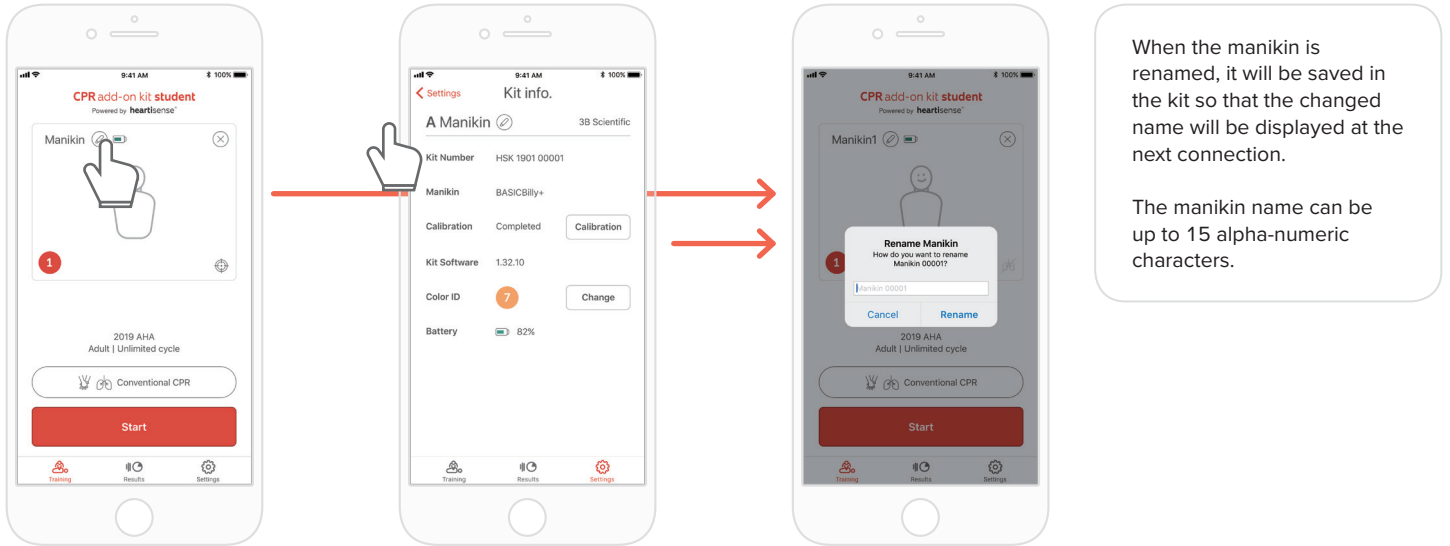 9:41 AM
100%
CPR add-on kit student
Powered by heartisense®
Manikin
1
2019 AHA
Adult | Unlimited cycle
Conventional CPR
Start
Training
Results
Settings
9:41 AM
100%
Settings
Kit info.
A Manikin
3B Scientific
Kit Number HSK 1901 00001
Manikin BASICBilly+
Calibration Completed Calibration
Kit Software 1.32.10
Color ID 7 Change
Battery 82%
Training
Results
Settings
9:41 AM
100%
CPR add-on kit student
Powered by heartisense®
Manikin1
1
Rename Manikin
How do you want to rename
Manikin 00001?
Manikin 00001
Cancel
Rename
2019 AHA
Adult | Unlimited cycle
Conventional CPR
Start
Training
Results
Settings
When the manikin is
renamed, it will be saved in
the kit so that the changed
name will be displayed at the
next connection.
The manikin name can be
up to 15 alpha-numeric
characters.